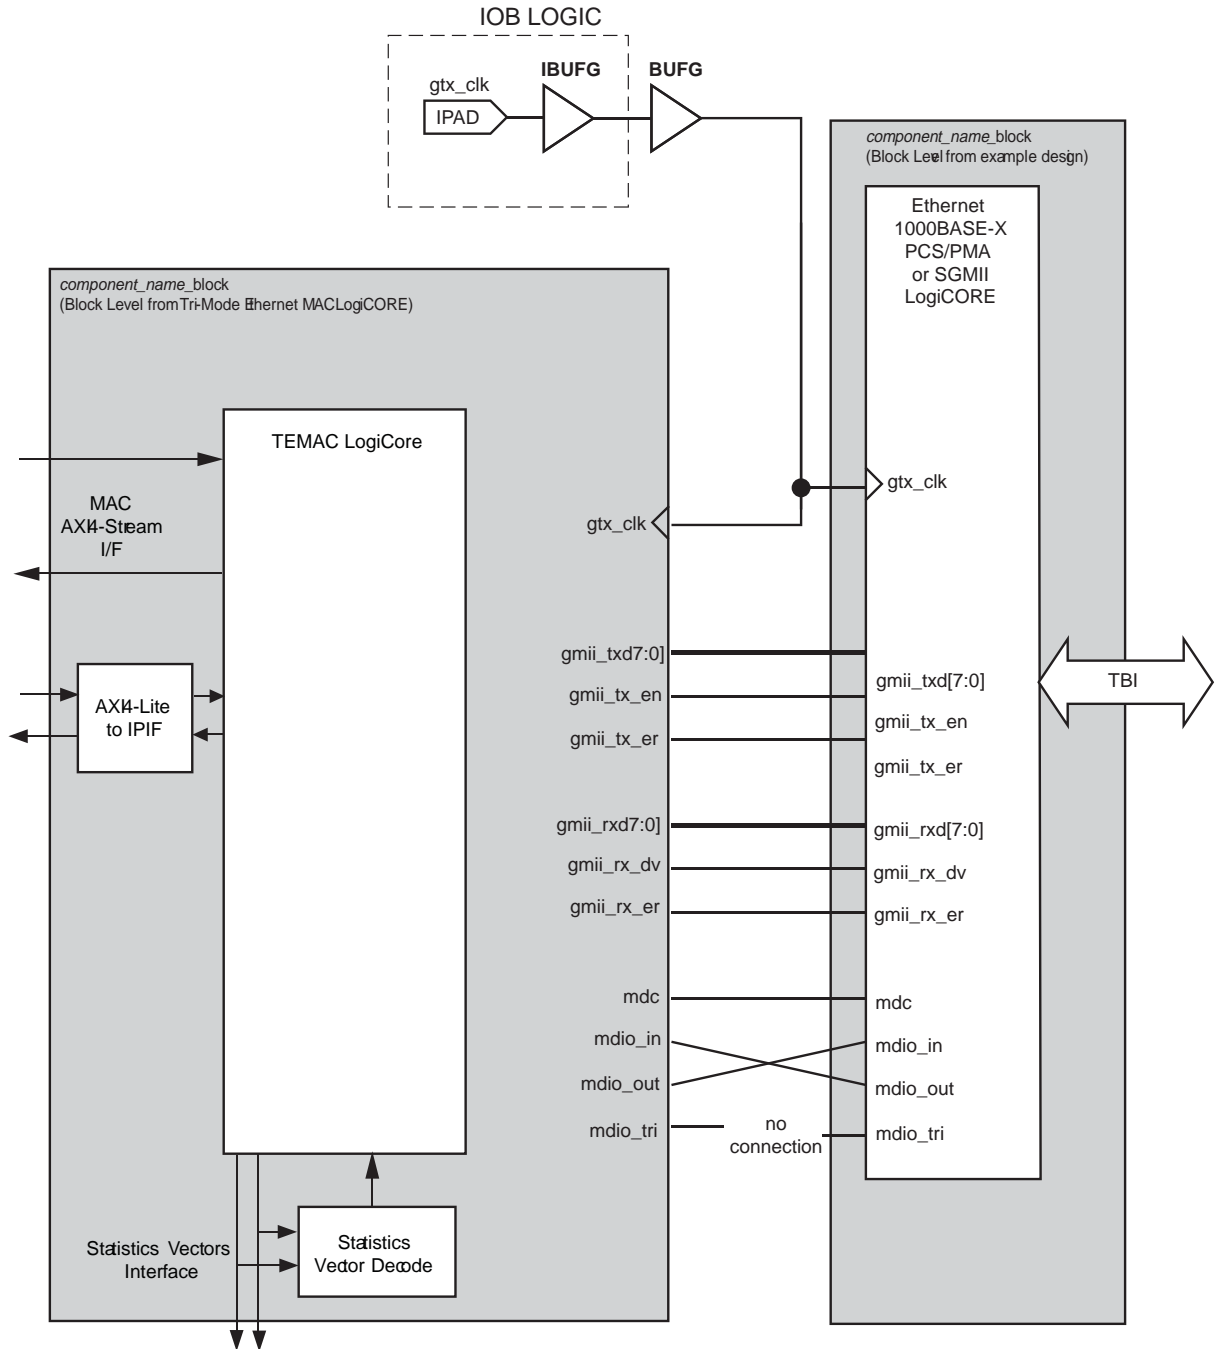 IOB LOGIC
IBUFG
BUFG
gtx_clk
IPAD
component_name_block
(Block Level from example design)
Ethernet
1000BASE-X
PCS/PMA
or SGMII
LogiCORE
component_name_block
(Block Level from Tri-Mode Ethernet MACLogiCORE)
TEMAC LogiCore
MAC
AXI4-Stream
I/F
gtx_clk
gtx_clk
AXI4-Lite
to IPIF
gmii_txd7:0]
gmii_tx_en
gmii_tx_er
gmii_rxd7:0]
gmii_rx_dv
gmii_rx_er
mdc
mdio_in
mdio_out
mdio_tri
no
connection
gmii_txd[7:0]
gmii_tx_en
gmii_tx_er
gmii_rxd[7:0]
gmii_rx_dv
gmii_rx_er
mdc
mdio_in
mdio_out
mdio_tri
TBI
Statistics Vectors
Interface
Statistics
Vector Decode